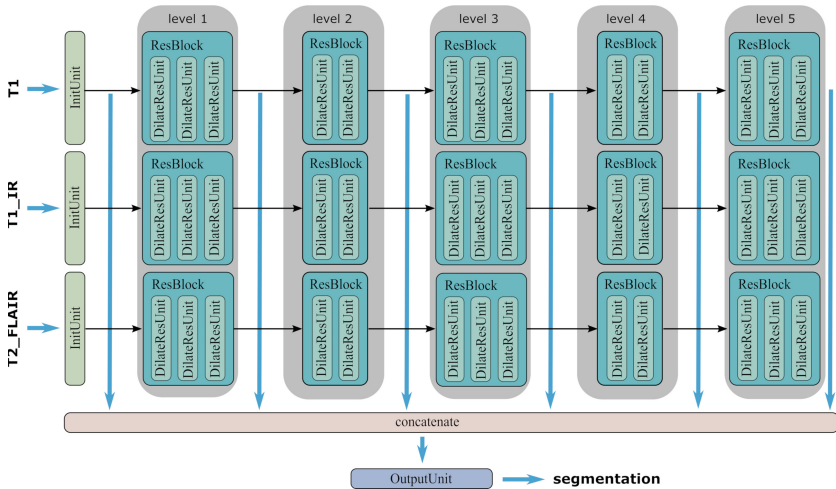 level 1 level 2 level 3 level 4 level 5
T1
InitUnit
ResBlock
DilateResUnit
DilateResUnit
DilateResUnit
ResBlock
DilateResUnit
DilateResUnit
ResBlock
DilateResUnit
DilateResUnit
DilateResUnit
ResBlock
DilateResUnit
DilateResUnit
ResBlock
DilateResUnit
DilateResUnit
DilateResUnit
T1_IR
InitUnit
ResBlock
DilateResUnit
DilateResUnit
DilateResUnit
ResBlock
DilateResUnit
DilateResUnit
ResBlock
DilateResUnit
DilateResUnit
DilateResUnit
ResBlock
DilateResUnit
DilateResUnit
ResBlock
DilateResUnit
DilateResUnit
DilateResUnit
T2_FLAIR
InitUnit
ResBlock
DilateResUnit
DilateResUnit
DilateResUnit
ResBlock
DilateResUnit
DilateResUnit
ResBlock
DilateResUnit
DilateResUnit
DilateResUnit
ResBlock
DilateResUnit
DilateResUnit
ResBlock
DilateResUnit
DilateResUnit
DilateResUnit
concatenate
OutputUnit
segmentation